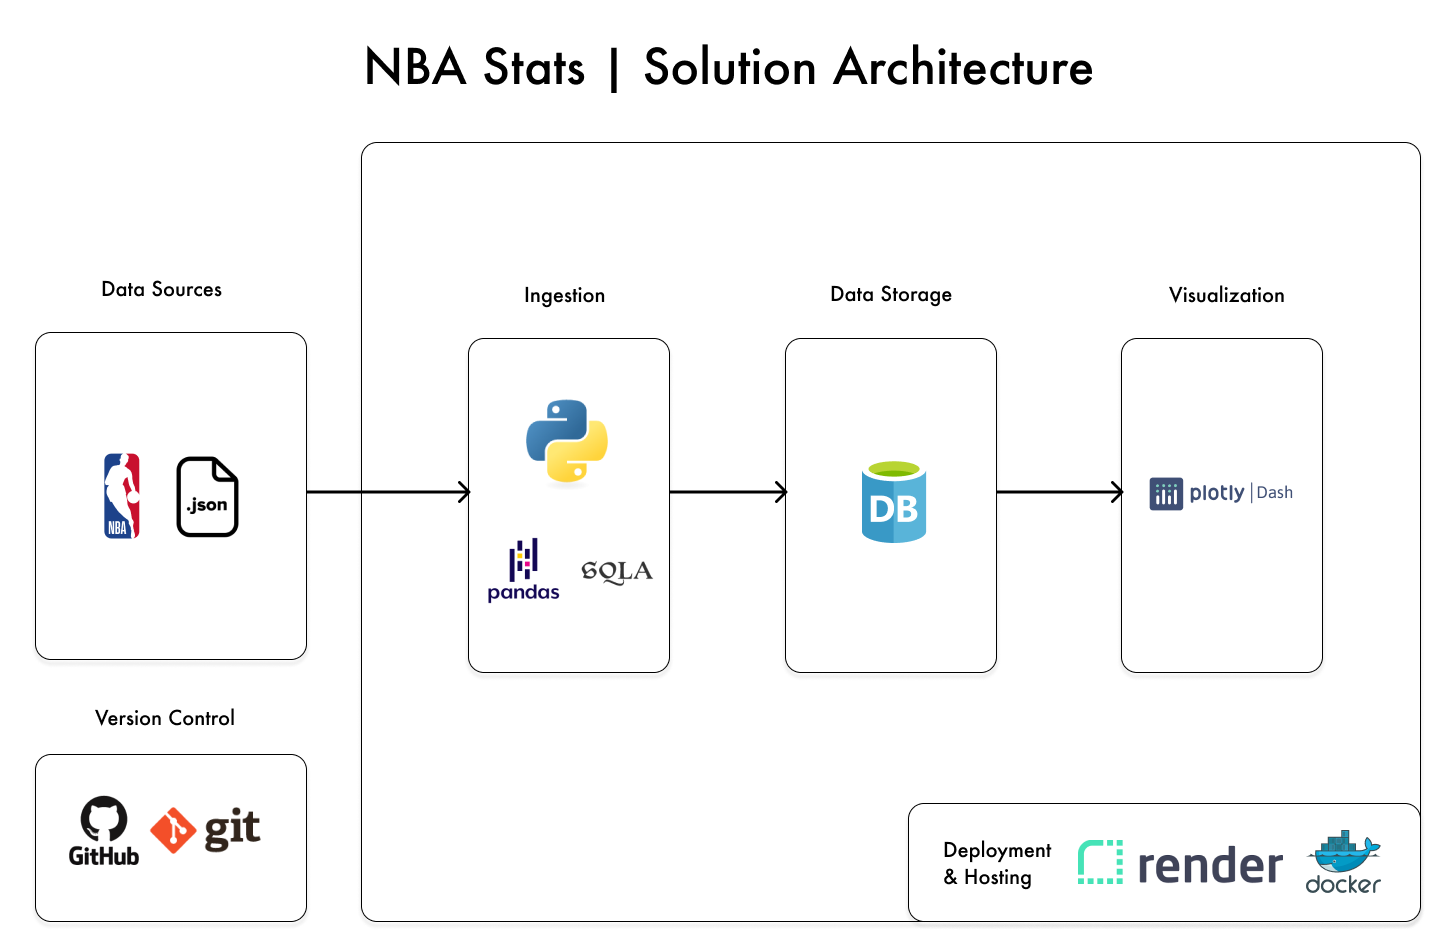 NBA Stats | Solution Architecture
Data Sources
Ingestion
Data Storage
Visualization
NBA
.json
pandas
SQLA
DB
plotly | Dash
Version Control
GitHub
git
Deployment
& Hosting
render
docker